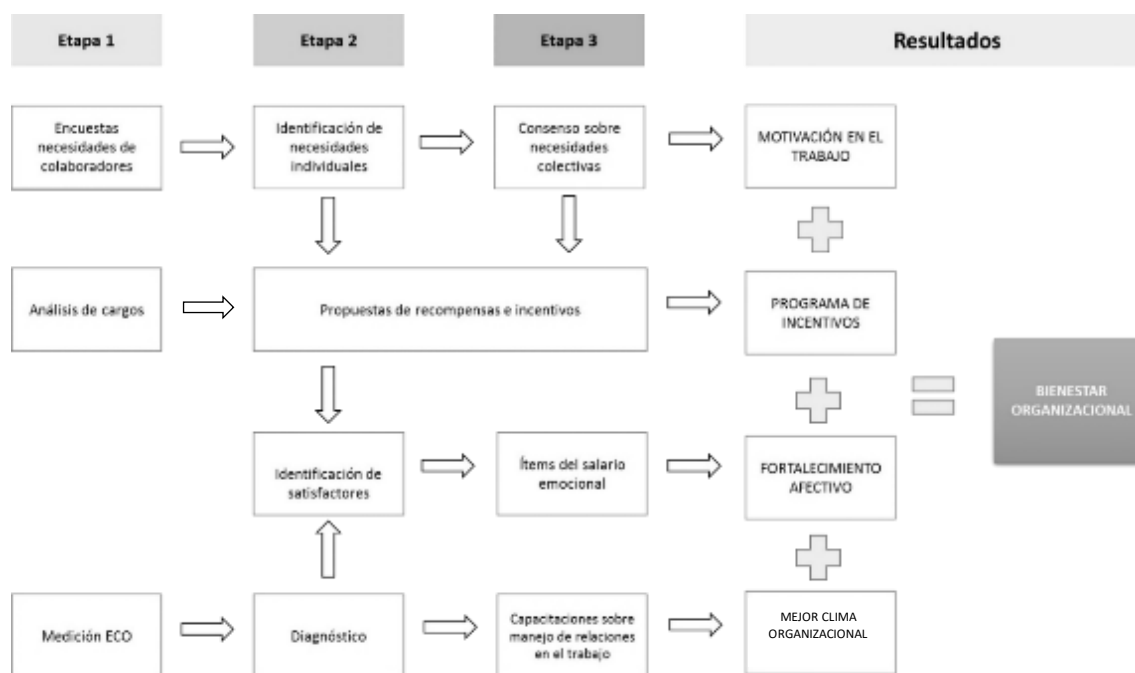 Etapa 1
Etapa 2
Etapa 3
Resultados
Encuestas
necesidades de
colaboradores
Identificación de
necesidades
individuales
Consenso sobre
necesidades
colectivas
MOTIVACIÓN EN EL
TRABAJO
Análisis de cargos
Propuestas de recompensas e incentivos
PROGRAMA DE
INCENTIVOS
BIENESTAR
ORGANIZACIONAL
Identificación de
satisfactores
Ítems del salario
emocional
FORTALECIMIENTO
AFECTIVO
Medición ECO
Diagnóstico
Capacitaciones sobre
manejo de relaciones
en el trabajo
MEJOR CLIMA
ORGANIZACIONAL